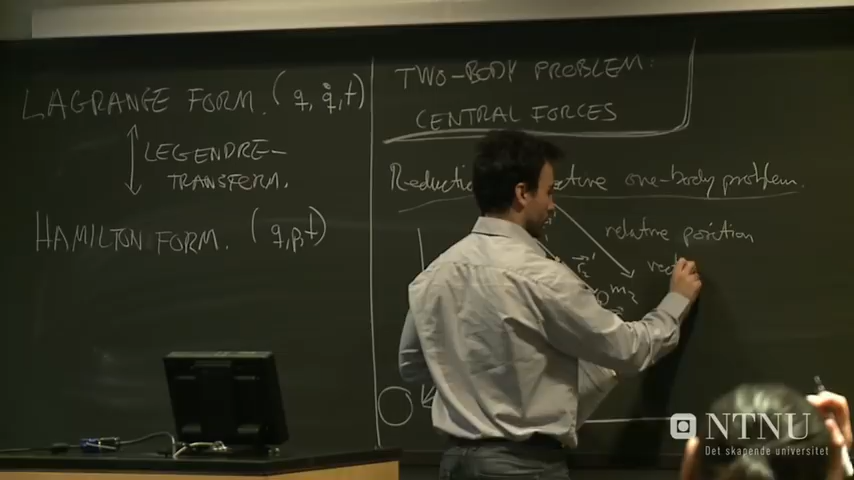 LAGRANGE FORM. (q, q̇, t)
LEGENDRE-
TRANSFORM.
HAMILTON FORM. (q, p, t)
TWO-BODY PROBLEM:
CENTRAL FORCES
one-body problem.
relative position
r₂'
m₂
NTNU
Det skapende universitet